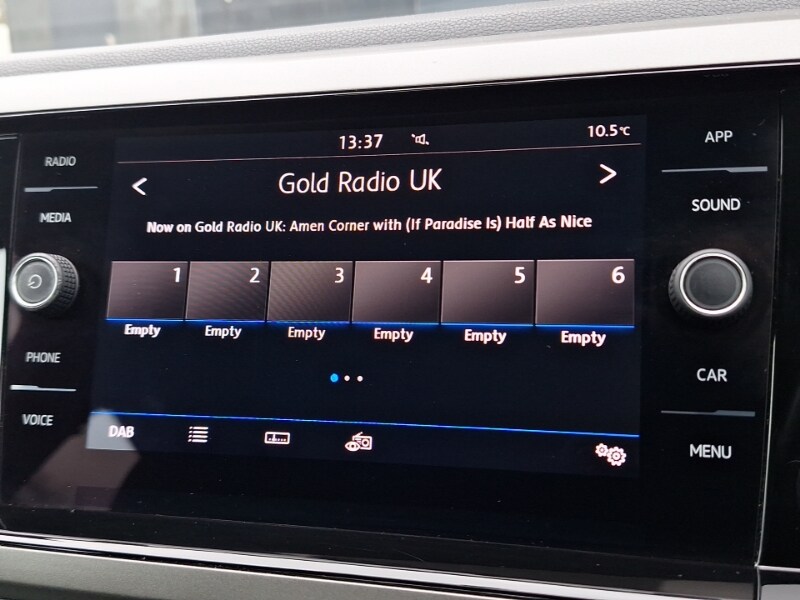 RADIO
MEDIA
PHONE
VOICE
13:37 10.5°C
Gold Radio UK
Now on Gold Radio UK: Amen Corner with (If Paradise Is) Half As Nice
1 2 3 4 5 6
Empty Empty Empty Empty Empty Empty
DAB
APP
SOUND
CAR
MENU